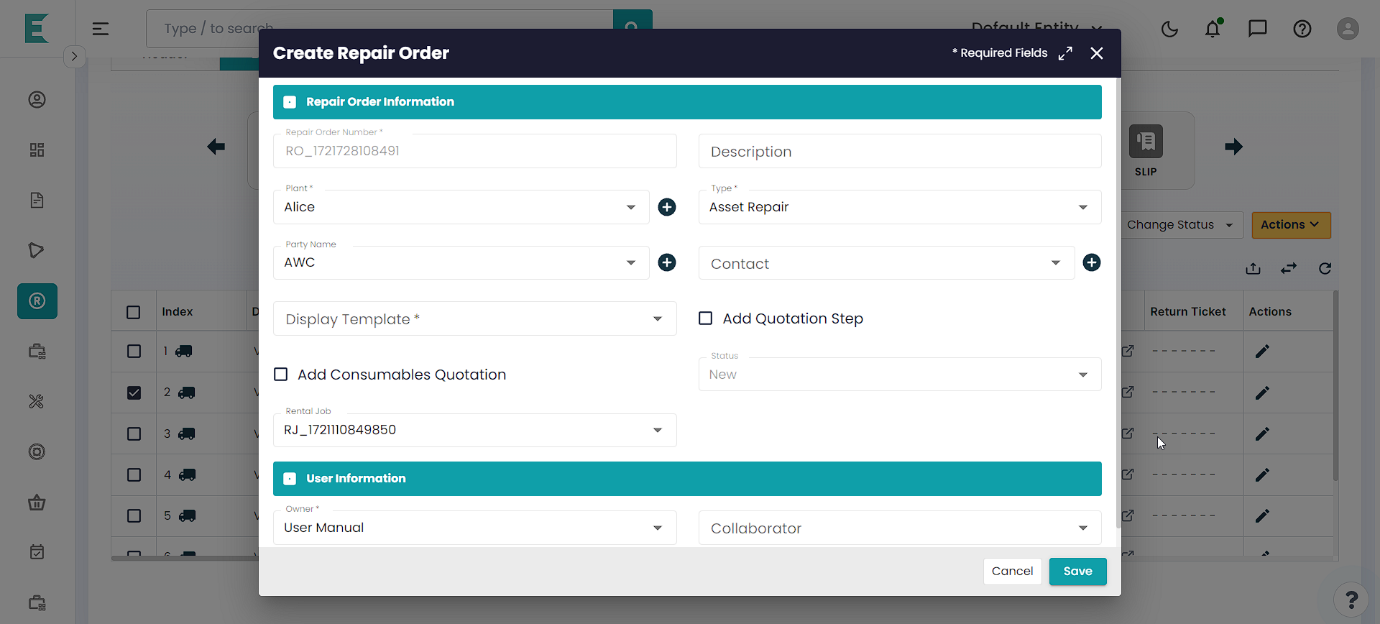 Type / to search
Default Entity
Create Repair Order
* Required Fields
Repair Order Information
Repair Order Number *
RO_1721728108491
Description
Plant *
Alice
Type *
Asset Repair
Party Name
AWC
Contact
Display Template *
Add Quotation Step
Add Consumables Quotation
Status
New
Rental Job
RJ_1721110849850
User Information
Owner *
User Manual
Collaborator
Cancel
Save
SLIP
Change Status
Actions
Index
Return Ticket
Actions
1
-------
2
-------
3
-------
4
-------
5
-------
?